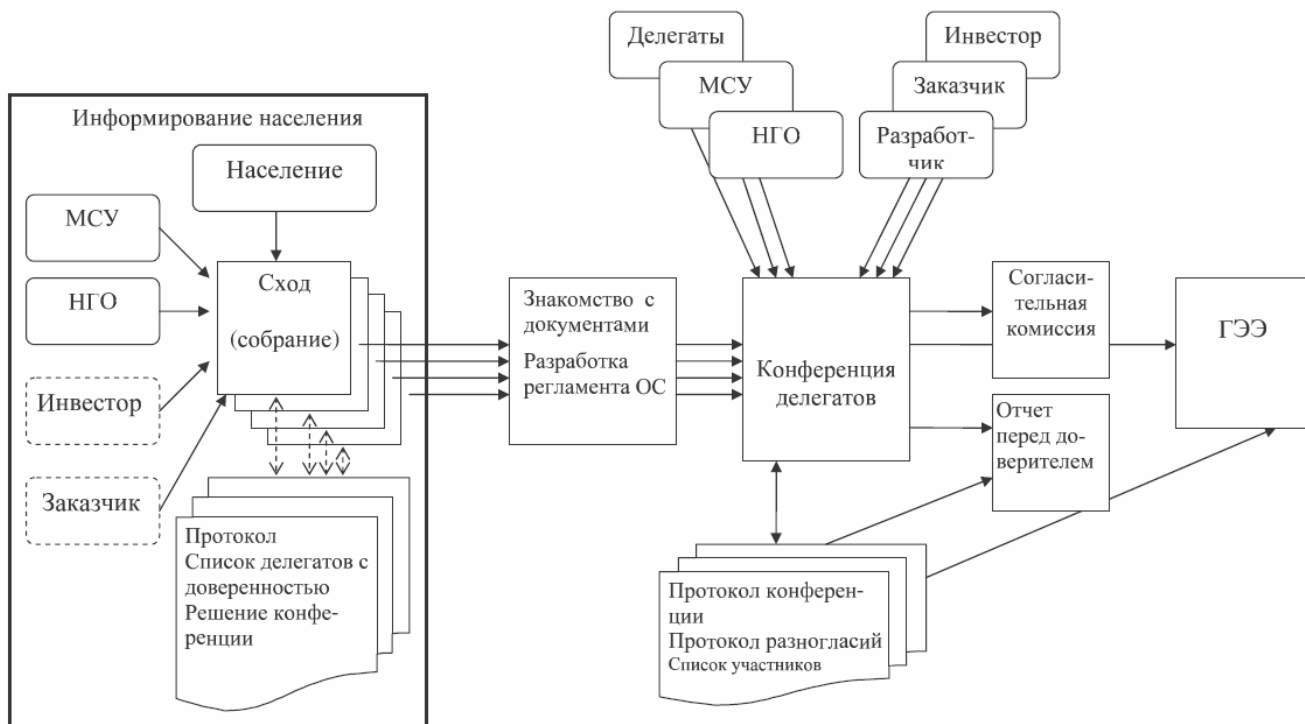 Делегаты
МСУ
НГО
Инвестор
Заказчик
Разработ-
чик
Информирование населения
Население
МСУ
НГО
Инвестор
Заказчик
Сход
(собрание)
Протокол
Список делегатов с
доверенностью
Решение конфе-
ренции
Знакомство с
документами
Разработка
регламента ОС
Конференция
делегатов
Согласи-
тельная
комиссия
ГЭЭ
Отчет
перед до-
верителем
Протокол конферен-
ции
Протокол разногласий
Список участников